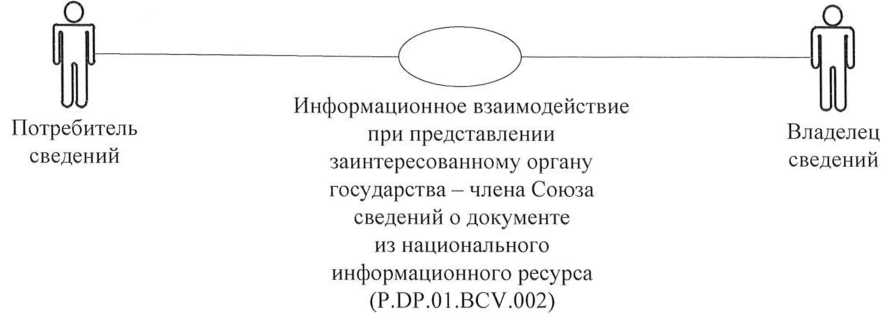 Потребитель
сведений
Информационное взаимодействие
при представлении
заинтересованному органу
государства – члена Союза
сведений о документе
из национального
информационного ресурса
(P.DP.01.BCV.002)
Владелец
сведений